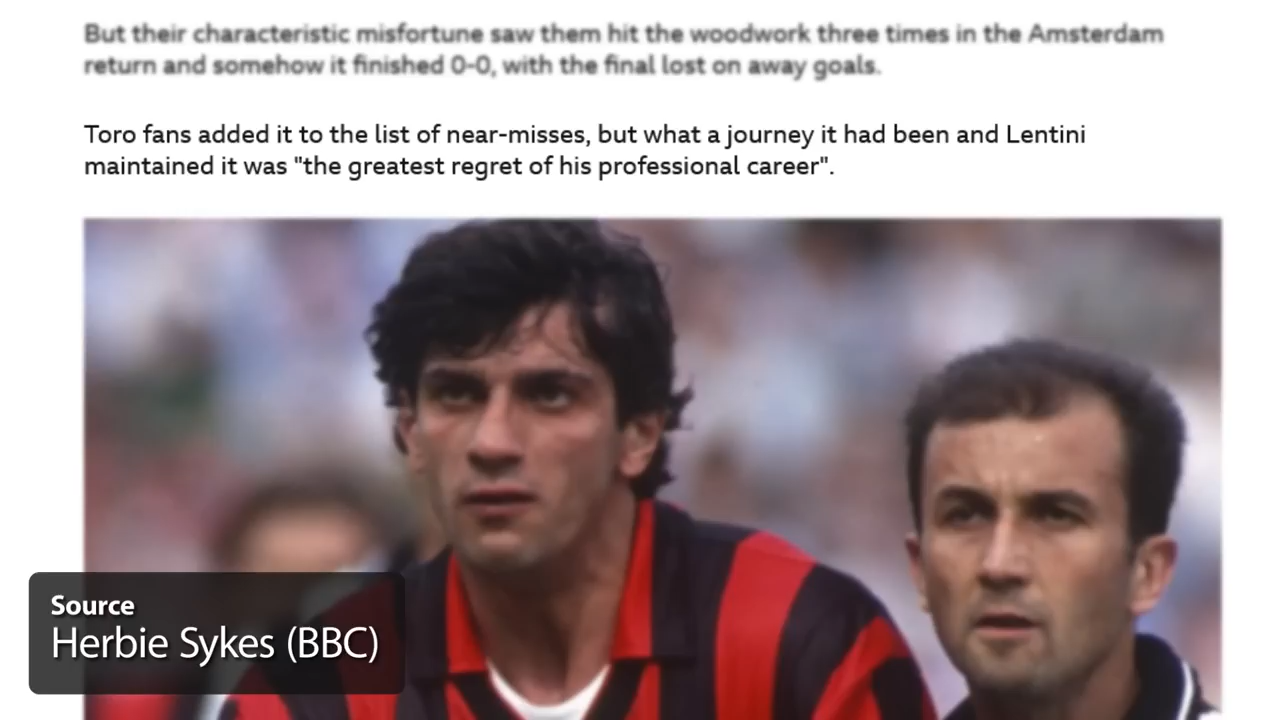 But their characteristic misfortune saw them hit the woodwork three times in the Amsterdam
return and somehow it finished 0-0, with the final lost on away goals.
Toro fans added it to the list of near-misses, but what a journey it had been and Lentini
maintained it was "the greatest regret of his professional career".
Source
Herbie Sykes (BBC)